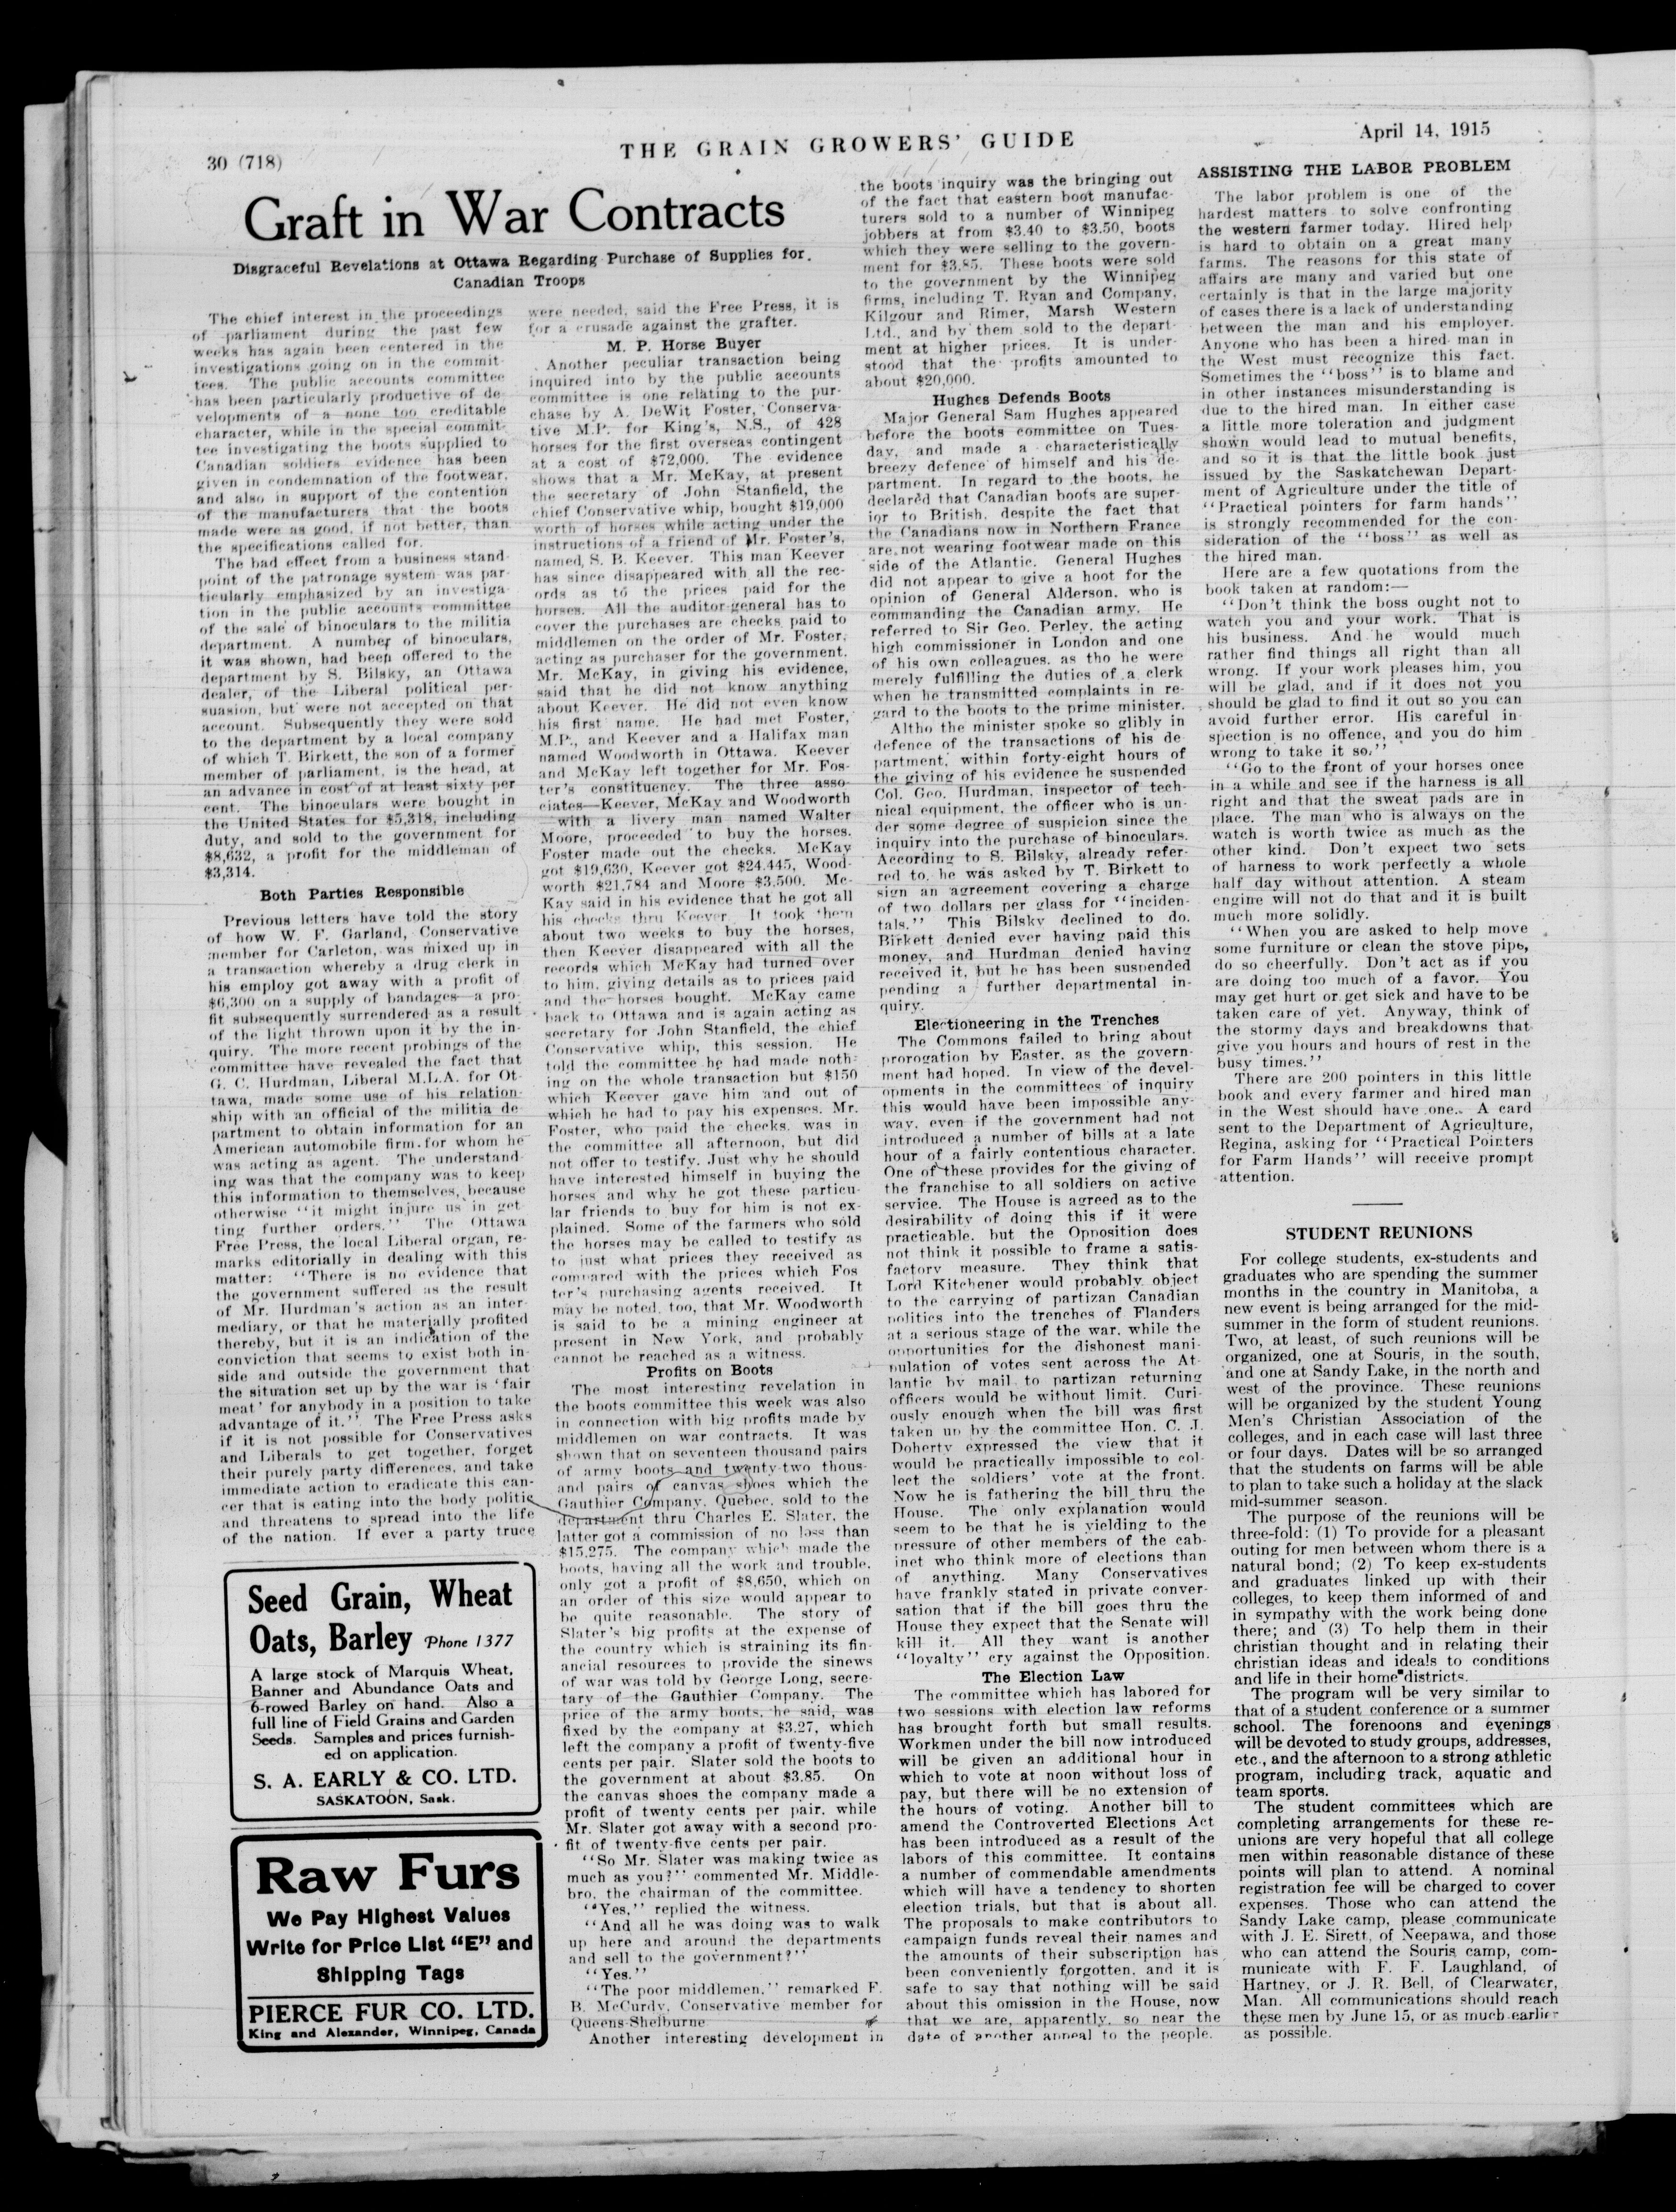 30 (718)
THE GRAIN GROWERS' GUIDE
April 14, 1915
Graft in War Contracts
Disgraceful Revelations at Ottawa Regarding Purchase of Supplies for
Canadian Troops
The chief interest in the proceedings
of parliament during the past few
weeks has again been centered in the
investigations going on in the commit-
tees. The public accounts committee
has been particularly productive of de-
velopments of a none too creditable
character, while in the special commit-
tee investigating the boots supplied to
Canadian soldiers evidence has been
given in condemnation of the footwear,
and also in support of the contention
of the manufacturers that the boots
made were as good, if not better, than
the specifications called for.
The bad effect from a business stand-
point of the patronage system was par-
ticularly emphasized by an investiga-
tion in the public accounts committee
of the sale of binoculars to the militia
department. A number of binoculars,
it was shown, had been offered to the
department by S. Bilsky, an Ottawa
dealer, of the Liberal political per-
suasion, but were not accepted on that
account. Subsequently they were sold
to the department by a local company
of which T. Birkett, the son of a former
member of parliament, is the head, at
an advance in cost of at least sixty per
cent. The binoculars were bought in
the United States for $5,318, including
duty, and sold to the government for
$8,632, a profit for the middleman of
$3,314.
Both Parties Responsible
Previous letters have told the story
of how W. F. Garland, Conservative
member for Carleton, was mixed up in
a transaction whereby a drug clerk in
his employ got away with a profit of
$6,300 on a supply of bandages—a pro-
fit subsequently surrendered as a result
of the light thrown upon it by the in-
quiry. The more recent probings of the
committee have revealed the fact that
G. C. Hurdman, Liberal M.L.A. for Ot-
tawa, made some use of his relation-
ship with an official of the militia de-
partment to obtain information for an
American automobile firm for whom he
was acting as agent. The understand-
ing was that the company was to keep
this information to themselves, because
otherwise "it might injure us in get-
ting further orders." The Ottawa
Free Press, the local Liberal organ, re-
marks editorially in dealing with this
matter: "There is no evidence that
the government suffered as the result
of Mr. Hurdman's action as an inter-
mediary, or that he materially profited
thereby, but it is an indication of the
conviction that seems to exist both in-
side and outside the government that
the situation set up by the war is 'fair
meat' for anybody in a position to take
advantage of it." The Free Press asks
if it is not possible for Conservatives
and Liberals to get together, forget
their purely party differences, and take
immediate action to eradicate this can-
cer that is eating into the body politic
and threatens to spread into the life
of the nation. If ever a party truce
Seed Grain, Wheat
Oats, Barley Phone 1377
A large stock of Marquis Wheat,
Banner and Abundance Oats and
6-rowed Barley on hand. Also a
full line of Field Grains and Garden
Seeds. Samples and prices furnish-
ed on application.
S. A. EARLY & CO. LTD.
SASKATOON, Sask.
Raw Furs
We Pay Highest Values
Write for Price List "E" and
Shipping Tags
PIERCE FUR CO. LTD.
King and Alexander, Winnipeg, Canada
were needed, said the Free Press, it is
for a crusade against the grafter.
M. P. Horse Buyer
Another peculiar transaction being
inquired into by the public accounts
committee is one relating to the pur-
chase by A. DeWit Foster, Conserva-
tive M.P. for King's, N.S., of 428
horses for the first overseas contingent
at a cost of $72,000. The evidence
shows that a Mr. McKay, at present
the secretary of John Stanfield, the
chief Conservative whip, bought $19,000
worth of horses while acting under the
instructions of a friend of Mr. Foster's,
named, S. B. Keever. This man Keever
has since disappeared with all the rec-
ords as to the prices paid for the
horses. All the auditor-general has to
cover the purchases are checks paid to
middlemen on the order of Mr. Foster,
acting as purchaser for the government.
Mr. McKay, in giving his evidence,
said that he did not know anything
about Keever. He did not even know
his first name. He had met Foster,
M.P., and Keever and a Halifax man
named Woodworth in Ottawa. Keever
and McKay left together for Mr. Fos-
ter's constituency. The three asso-
ciates—Keever, McKay and Woodworth
—with a livery man named Walter
Moore, proceeded to buy the horses.
Foster made out the checks. McKay
got $19,630, Keever got $24,445, Wood-
worth $21,784 and Moore $3,500. Mc-
Kay said in his evidence that he got all
his checks thru Keever. It took them
about two weeks to buy the horses,
then Keever disappeared with all the
records which McKay had turned over
to him, giving details as to prices paid
and the horses bought. McKay came
back to Ottawa and is again acting as
secretary for John Stanfield, the chief
Conservative whip, this session. He
told the committee he had made noth-
ing on the whole transaction but $150
which Keever gave him and out of
which he had to pay his expenses. Mr.
Foster, who paid the checks, was in
the committee all afternoon, but did
not offer to testify. Just why he should
have interested himself in buying the
horses and why he got these particu-
lar friends to buy for him is not ex-
plained. Some of the farmers who sold
the horses may be called to testify as
to just what prices they received as
compared with the prices which Fos
ter's purchasing agents received. It
may be noted, too, that Mr. Woodworth
is said to be a mining engineer at
present in New York, and probably
cannot be reached as a witness.
Profits on Boots
The most interesting revelation in
the boots committee this week was also
in connection with big profits made by
middlemen on war contracts. It was
shown that on seventeen thousand pairs
of army boots and twenty-two thous-
and pairs of canvas shoes which the
Gauthier Company, Quebec, sold to the
department thru Charles E. Slater, the
latter got a commission of no less than
$15,275. The company which made the
boots, having all the work and trouble,
only got a profit of $8,650, which on
an order of this size would appear to
be quite reasonable. The story of
Slater's big profits at the expense of
the country which is straining its fin-
ancial resources to provide the sinews
of war was told by George Long, secre-
tary of the Gauthier Company. The
price of the army boots, he said, was
fixed by the company at $3.27, which
left the company a profit of twenty-five
cents per pair. Slater sold the boots to
the government at about $3.85. On
the canvas shoes the company made a
profit of twenty cents per pair, while
Mr. Slater got away with a second pro-
fit of twenty-five cents per pair.
"So Mr. Slater was making twice as
much as you?" commented Mr. Middle-
bro, the chairman of the committee.
"Yes," replied the witness.
"And all he was doing was to walk
up here and around the departments
and sell to the government?"
"Yes."
"The poor middlemen," remarked F.
B. McCurdy, Conservative member for
Queens-Shelburne
Another interesting development in
the boots inquiry was the bringing out
of the fact that eastern boot manufac-
turers sold to a number of Winnipeg
jobbers at from $3.40 to $3.50, boots
which they were selling to the govern-
ment for $3.85. These boots were sold
to the government by the Winnipeg
firms, including T. Ryan and Company,
Kilgour and Rimer, Marsh Western
Ltd., and by them sold to the depart-
ment at higher prices. It is under-
stood that the profits amounted to
about $20,000.
Hughes Defends Boots
Major General Sam Hughes appeared
before the boots committee on Tues-
day, and made a characteristically
breezy defence of himself and his de-
partment. In regard to the boots, he
declared that Canadian boots are super-
ior to British, despite the fact that
the Canadians now in Northern France
are not wearing footwear made on this
side of the Atlantic. General Hughes
did not appear to give a hoot for the
opinion of General Alderson, who is
commanding the Canadian army. He
referred to Sir Geo. Perley, the acting
high commissioner in London and one
of his own colleagues, as tho he were
merely fulfilling the duties of a clerk
when he transmitted complaints in re-
gard to the boots to the prime minister.
Altho the minister spoke so glibly in
defence of the transactions of his de-
partment, within forty-eight hours of
the giving of his evidence he suspended
Col. Geo. Hurdman, inspector of tech-
nical equipment, the officer who is un-
der some degree of suspicion since the
inquiry into the purchase of binoculars.
According to S. Bilsky, already refer-
red to, he was asked by T. Birkett to
sign an agreement covering a charge
of two dollars per glass for "inciden-
tals." This Bilsky declined to do.
Birkett denied ever having paid this
money, and Hurdman denied having
received it, but he has been suspended
pending a further departmental in-
quiry.
Electioneering in the Trenches
The Commons failed to bring about
prorogation by Easter, as the govern-
ment had hoped. In view of the devel-
opments in the committees of inquiry
this would have been impossible any-
way, even if the government had not
introduced a number of bills at a late
hour of a fairly contentious character.
One of these provides for the giving of
the franchise to all soldiers on active
service. The House is agreed as to the
desirability of doing this if it were
practicable, but the Opposition does
not think it possible to frame a satis-
factory measure. They think that
Lord Kitchener would probably object
to the carrying of partizan Canadian
politics into the trenches of Flanders
at a serious stage of the war, while the
opportunities for the dishonest mani-
pulation of votes sent across the At-
lantic by mail to partizan returning
officers would be without limit. Curi-
ously enough when the bill was first
taken up by the committee Hon. C. J.
Doherty expressed the view that it
would be practically impossible to col-
lect the soldiers' vote at the front.
Now he is fathering the bill thru the
House. The only explanation would
seem to be that he is yielding to the
pressure of other members of the cab-
inet who think more of elections than
of anything. Many Conservatives
have frankly stated in private conver-
sation that if the bill goes thru the
House they expect that the Senate will
kill it. All they want is another
"loyalty" cry against the Opposition.
The Election Law
The committee which has labored for
two sessions with election law reforms
has brought forth but small results.
Workmen under the bill now introduced
will be given an additional hour in
which to vote at noon without loss of
pay, but there will be no extension of
the hours of voting. Another bill to
amend the Controverted Elections Act
has been introduced as a result of the
labors of this committee. It contains
a number of commendable amendments
which will have a tendency to shorten
election trials, but that is about all.
The proposals to make contributors to
campaign funds reveal their names and
the amounts of their subscription has
been conveniently forgotten, and it is
safe to say that nothing will be said
about this omission in the House, now
that we are, apparently, so near the
date of another appeal to the people.
ASSISTING THE LABOR PROBLEM
The labor problem is one of the
hardest matters to solve confronting
the western farmer today. Hired help
is hard to obtain on a great many
farms. The reasons for this state of
affairs are many and varied but one
certainly is that in the large majority
of cases there is a lack of understanding
between the man and his employer.
Anyone who has been a hired man in
the West must recognize this fact.
Sometimes the "boss" is to blame and
in other instances misunderstanding is
due to the hired man. In either case
a little more toleration and judgment
shown would lead to mutual benefits,
and so it is that the little book just
issued by the Saskatchewan Depart-
ment of Agriculture under the title of
"Practical pointers for farm hands"
is strongly recommended for the con-
sideration of the "boss" as well as
the hired man.
Here are a few quotations from the
book taken at random:—
"Don't think the boss ought not to
watch you and your work. That is
his business. And he would much
rather find things all right than all
wrong. If your work pleases him, you
will be glad, and if it does not you
should be glad to find it out so you can
avoid further error. His careful in-
spection is no offence, and you do him
wrong to take it so."
"Go to the front of your horses once
in a while and see if the harness is all
right and that the sweat pads are in
place. The man who is always on the
watch is worth twice as much as the
other kind. Don't expect two sets
of harness to work perfectly a whole
half day without attention. A steam
engine will not do that and it is built
much more solidly.
"When you are asked to help move
some furniture or clean the stove pipe,
do so cheerfully. Don't act as if you
are doing too much of a favor. You
may get hurt or get sick and have to be
taken care of yet. Anyway, think of
the stormy days and breakdowns that
give you hours and hours of rest in the
busy times."
There are 200 pointers in this little
book and every farmer and hired man
in the West should have one. A card
sent to the Department of Agriculture,
Regina, asking for "Practical Pointers
for Farm Hands" will receive prompt
attention.
STUDENT REUNIONS
For college students, ex-students and
graduates who are spending the summer
months in the country in Manitoba, a
new event is being arranged for the mid-
summer in the form of student reunions.
Two, at least, of such reunions will be
organized, one at Souris, in the south,
and one at Sandy Lake, in the north and
west of the province. These reunions
will be organized by the student Young
Men's Christian Association of the
colleges, and in each case will last three
or four days. Dates will be so arranged
that the students on farms will be able
to plan to take such a holiday at the slack
mid-summer season.
The purpose of the reunions will be
three-fold: (1) To provide for a pleasant
outing for men between whom there is a
natural bond; (2) To keep ex-students
and graduates linked up with their
colleges, to keep them informed of and
in sympathy with the work being done
there; and (3) To help them in their
christian thought and in relating their
christian ideas and ideals to conditions
and life in their home districts.
The program will be very similar to
that of a student conference or a summer
school. The forenoons and evenings
will be devoted to study groups, addresses,
etc., and the afternoon to a strong athletic
program, including track, aquatic and
team sports.
The student committees which are
completing arrangements for these re-
unions are very hopeful that all college
men within reasonable distance of these
points will plan to attend. A nominal
registration fee will be charged to cover
expenses. Those who can attend the
Sandy Lake camp, please communicate
with J. E. Sirett, of Neepawa, and those
who can attend the Souris camp, com-
municate with F. F. Laughland, of
Hartney, or J. R. Bell, of Clearwater,
Man. All communications should reach
these men by June 15, or as much earlier
as possible.